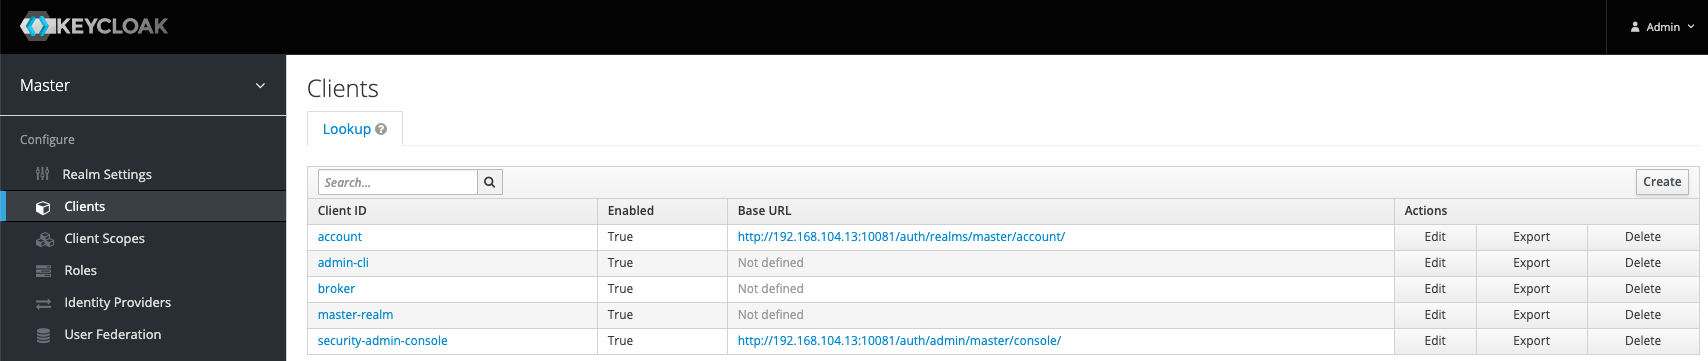 KEYCLOAK
Admin
Master
Configure
Realm Settings
Clients
Client Scopes
Roles
Identity Providers
User Federation
Clients
Lookup ?
Search...
Create
Client ID Enabled Base URL Actions
account True http://192.168.104.13:10081/auth/realms/master/account/ Edit Export Delete
admin-cli True Not defined Edit Export Delete
broker True Not defined Edit Export Delete
master-realm True Not defined Edit Export Delete
security-admin-console True http://192.168.104.13:10081/auth/admin/master/console/ Edit Export Delete